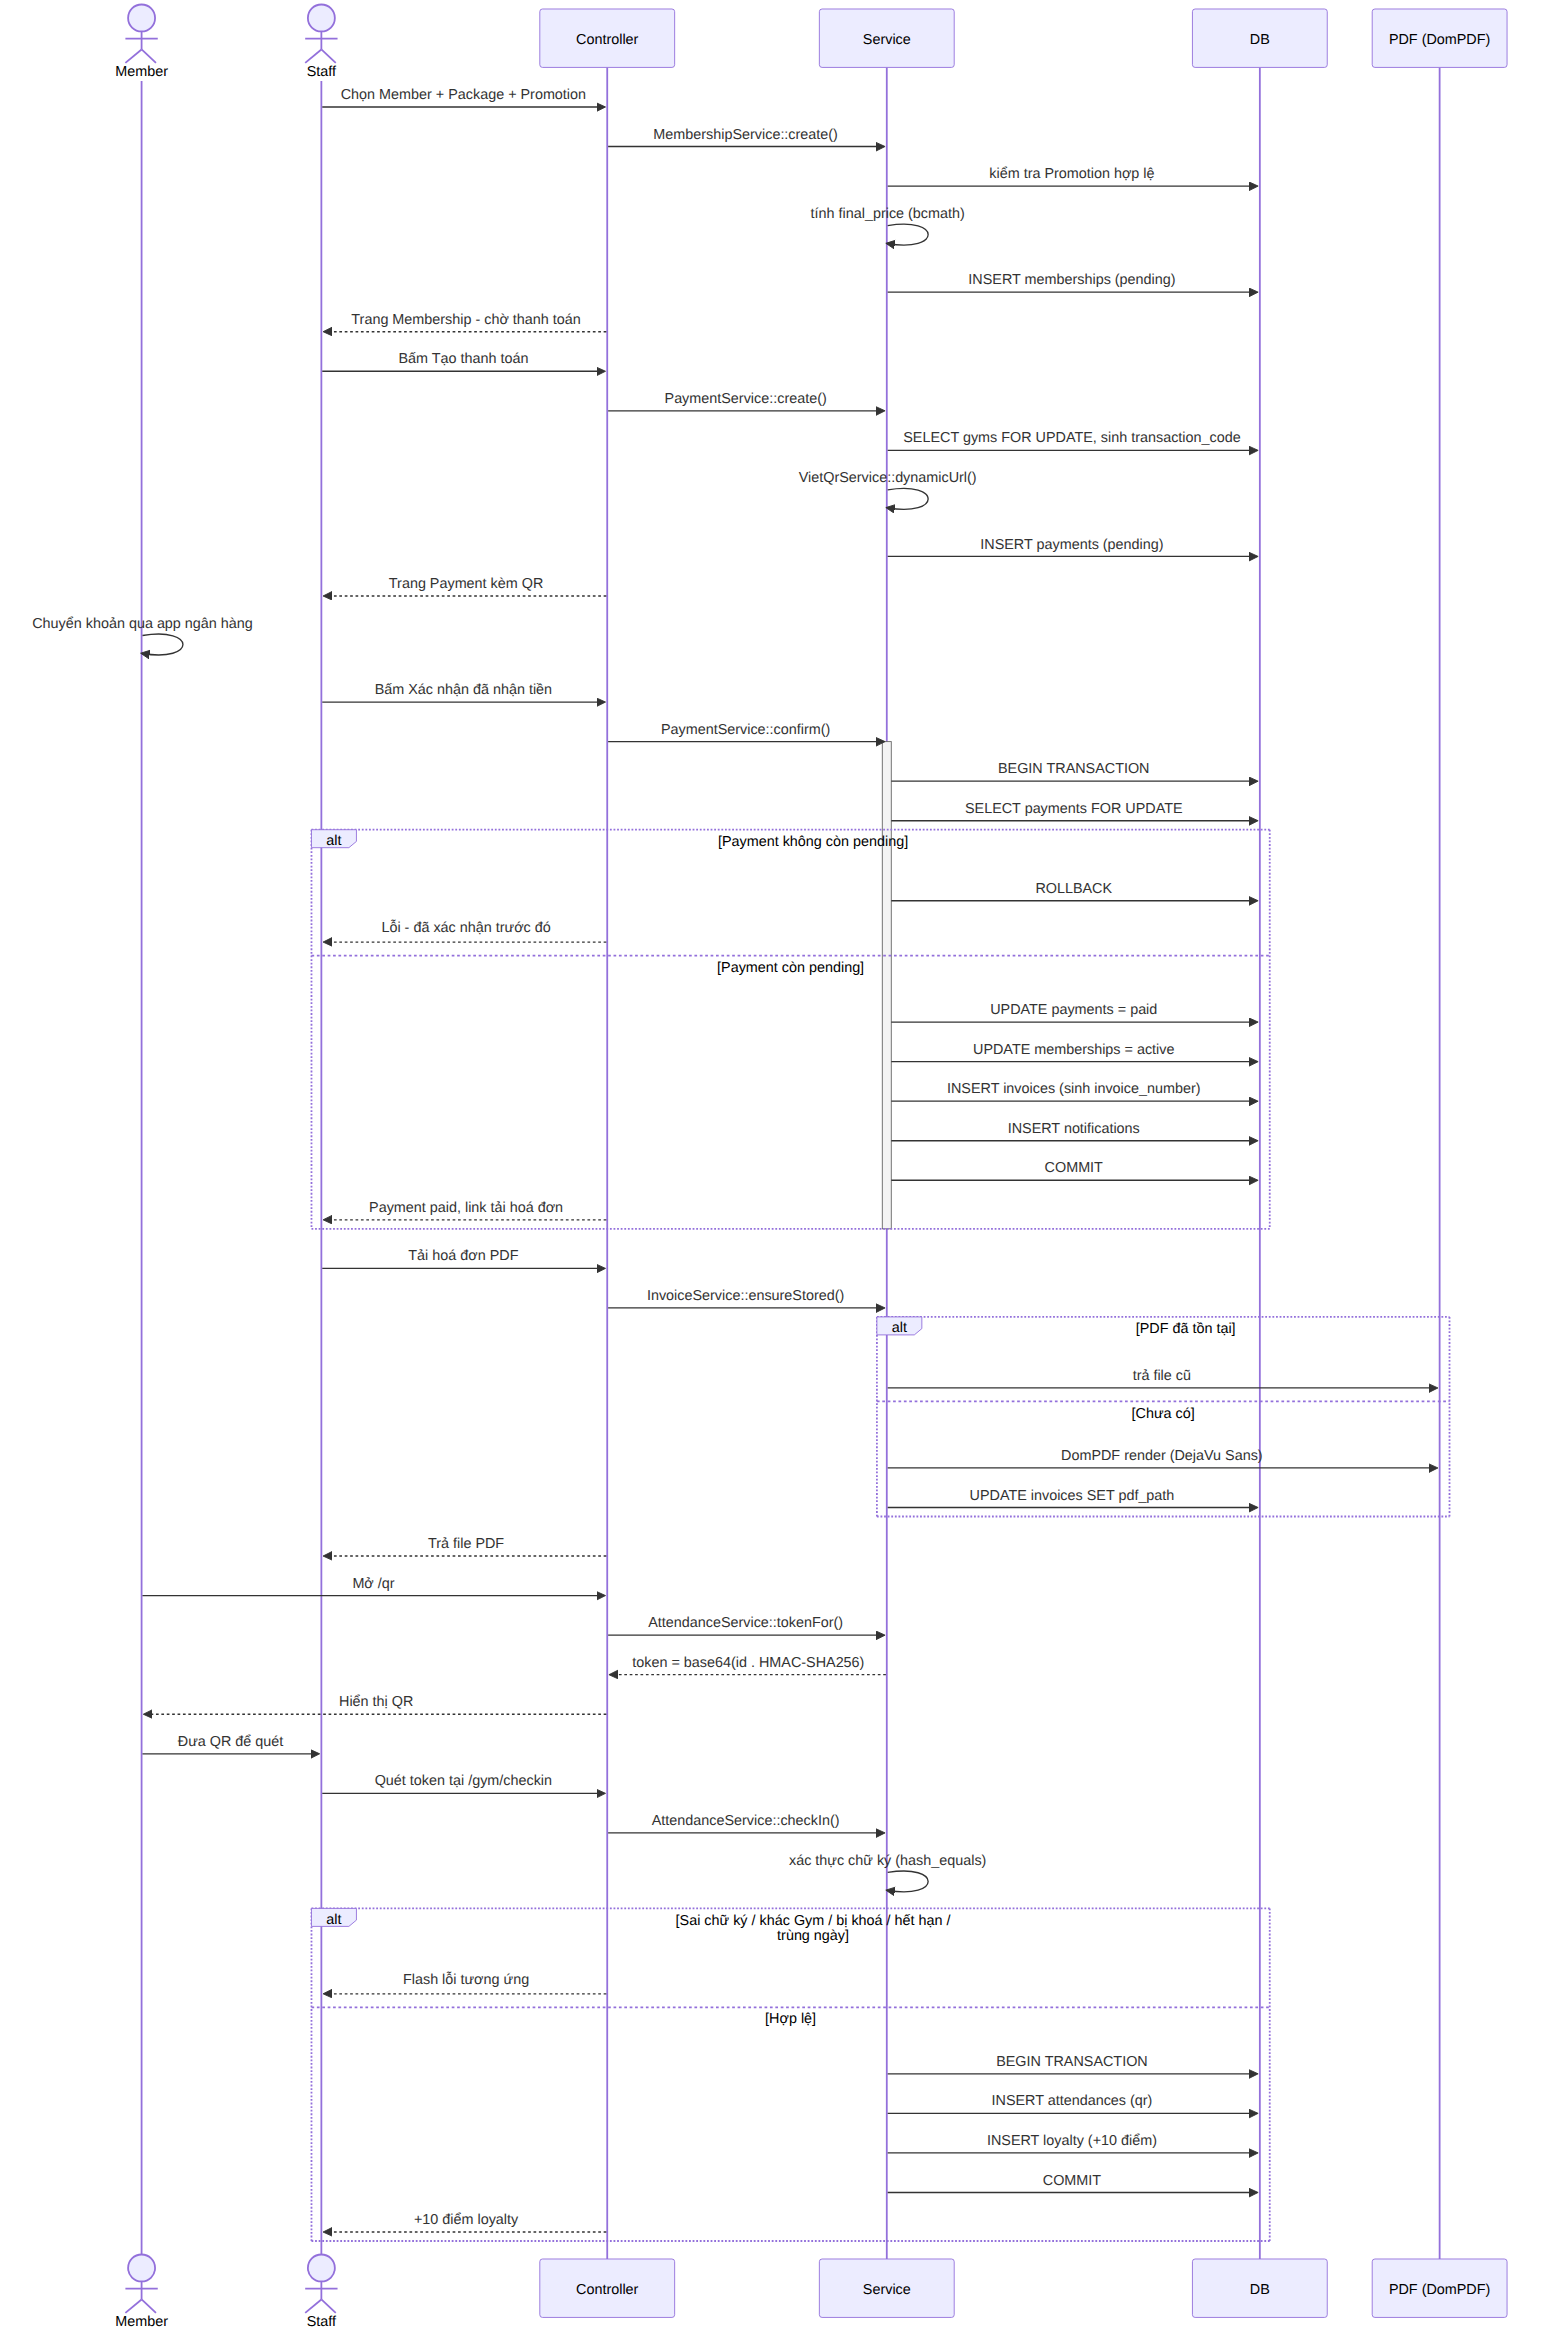 Member
Staff
Controller
Service
DB
PDF (DomPDF)
Chọn Member + Package + Promotion
MembershipService::create()
kiểm tra Promotion hợp lệ
tính final_price (bcmath)
INSERT memberships (pending)
Trang Membership - chờ thanh toán
Bấm Tạo thanh toán
PaymentService::create()
SELECT gyms FOR UPDATE, sinh transaction_code
VietQrService::dynamicUrl()
INSERT payments (pending)
Trang Payment kèm QR
Chuyển khoản qua app ngân hàng
Bấm Xác nhận đã nhận tiền
PaymentService::confirm()
BEGIN TRANSACTION
SELECT payments FOR UPDATE
alt
[Payment không còn pending]
ROLLBACK
Lỗi - đã xác nhận trước đó
[Payment còn pending]
UPDATE payments = paid
UPDATE memberships = active
INSERT invoices (sinh invoice_number)
INSERT notifications
COMMIT
Payment paid, link tải hoá đơn
Tải hoá đơn PDF
InvoiceService::ensureStored()
alt
[PDF đã tồn tại]
trả file cũ
[Chưa có]
DomPDF render (DejaVu Sans)
UPDATE invoices SET pdf_path
Trả file PDF
Mở /qr
AttendanceService::tokenFor()
token = base64(id . HMAC-SHA256)
Hiển thị QR
Đưa QR để quét
Quét token tại /gym/checkin
AttendanceService::checkIn()
xác thực chữ ký (hash_equals)
alt
[Sai chữ ký / khác Gym / bị khoá / hết hạn /
trùng ngày]
Flash lỗi tương ứng
[Hợp lệ]
BEGIN TRANSACTION
INSERT attendances (qr)
INSERT loyalty (+10 điểm)
COMMIT
+10 điểm loyalty
Member
Staff
Controller
Service
DB
PDF (DomPDF)